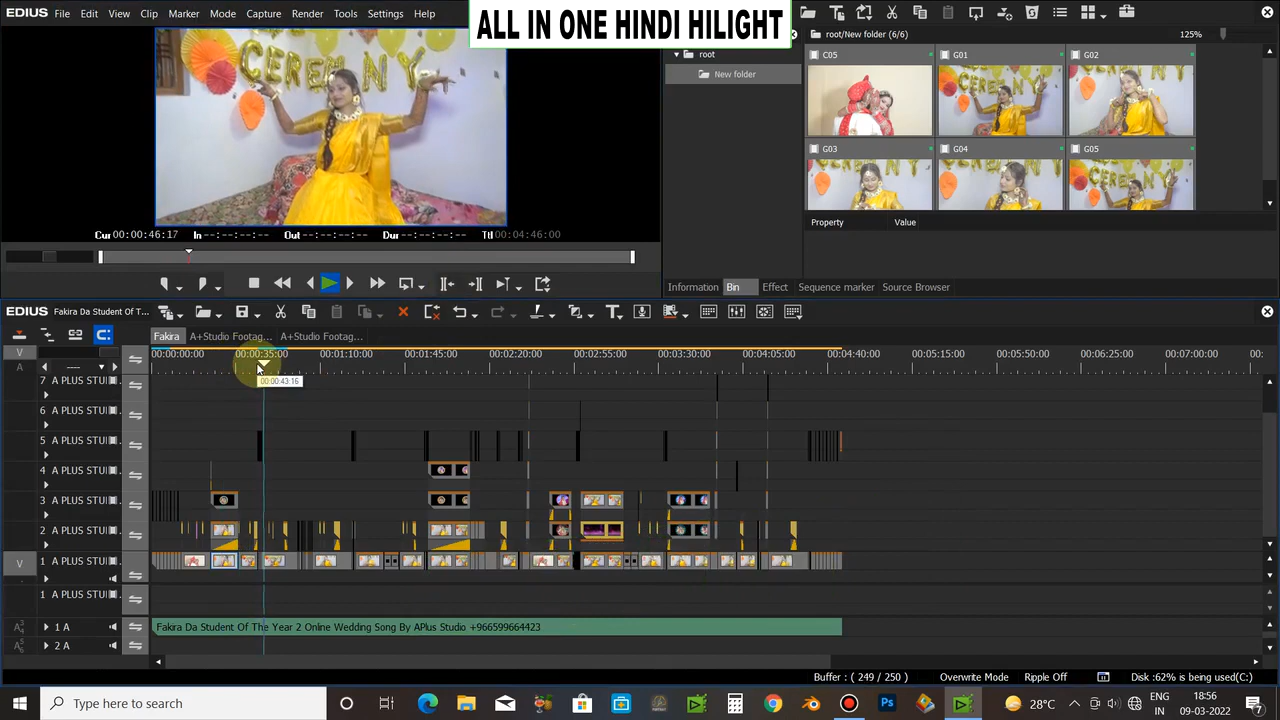 ALL IN ONE HINDI HILIGHT
EDIUS File Edit View Clip Marker Mode Capture Render Tools Settings Help
root/New folder (6/6) 125%
root
New folder
C05 G01 G02
G03 G04 G05
CEREM NY
Property Value
Cur 00:00:46:17 In --:--:--:-- Out --:--:--:-- Dur --:--:--:-- Ttl 00:04:46:00
Information Bin Effect Sequence marker Source Browser
EDIUS Fakira Da Student Of T...
Fakira A+Studio Footag... A+Studio Footag...
00:00:00:00 00:00:35:00 00:01:10:00 00:01:45:00 00:02:20:00 00:02:55:00 00:03:30:00 00:04:05:00 00:04:40:00 00:05:15:00 00:05:50:00 00:06:25:00 00:07:00:00 00:
00:00:43:16
V
A
7 A PLUS STUI
6 A PLUS STUI
5 A PLUS STUI
4 A PLUS STUI
3 A PLUS STUI
2 A PLUS STUI
V 1 A PLUS STUI
1 A PLUS STUI
1 A Fakira Da Student Of The Year 2 Online Wedding Song By APlus Studio +966599664423
2 A
Buffer : ( 249 / 250 ) Overwrite Mode Ripple Off Disk :62% is being used(C:)
Type here to search
28°C ENG IN 18:56 09-03-2022